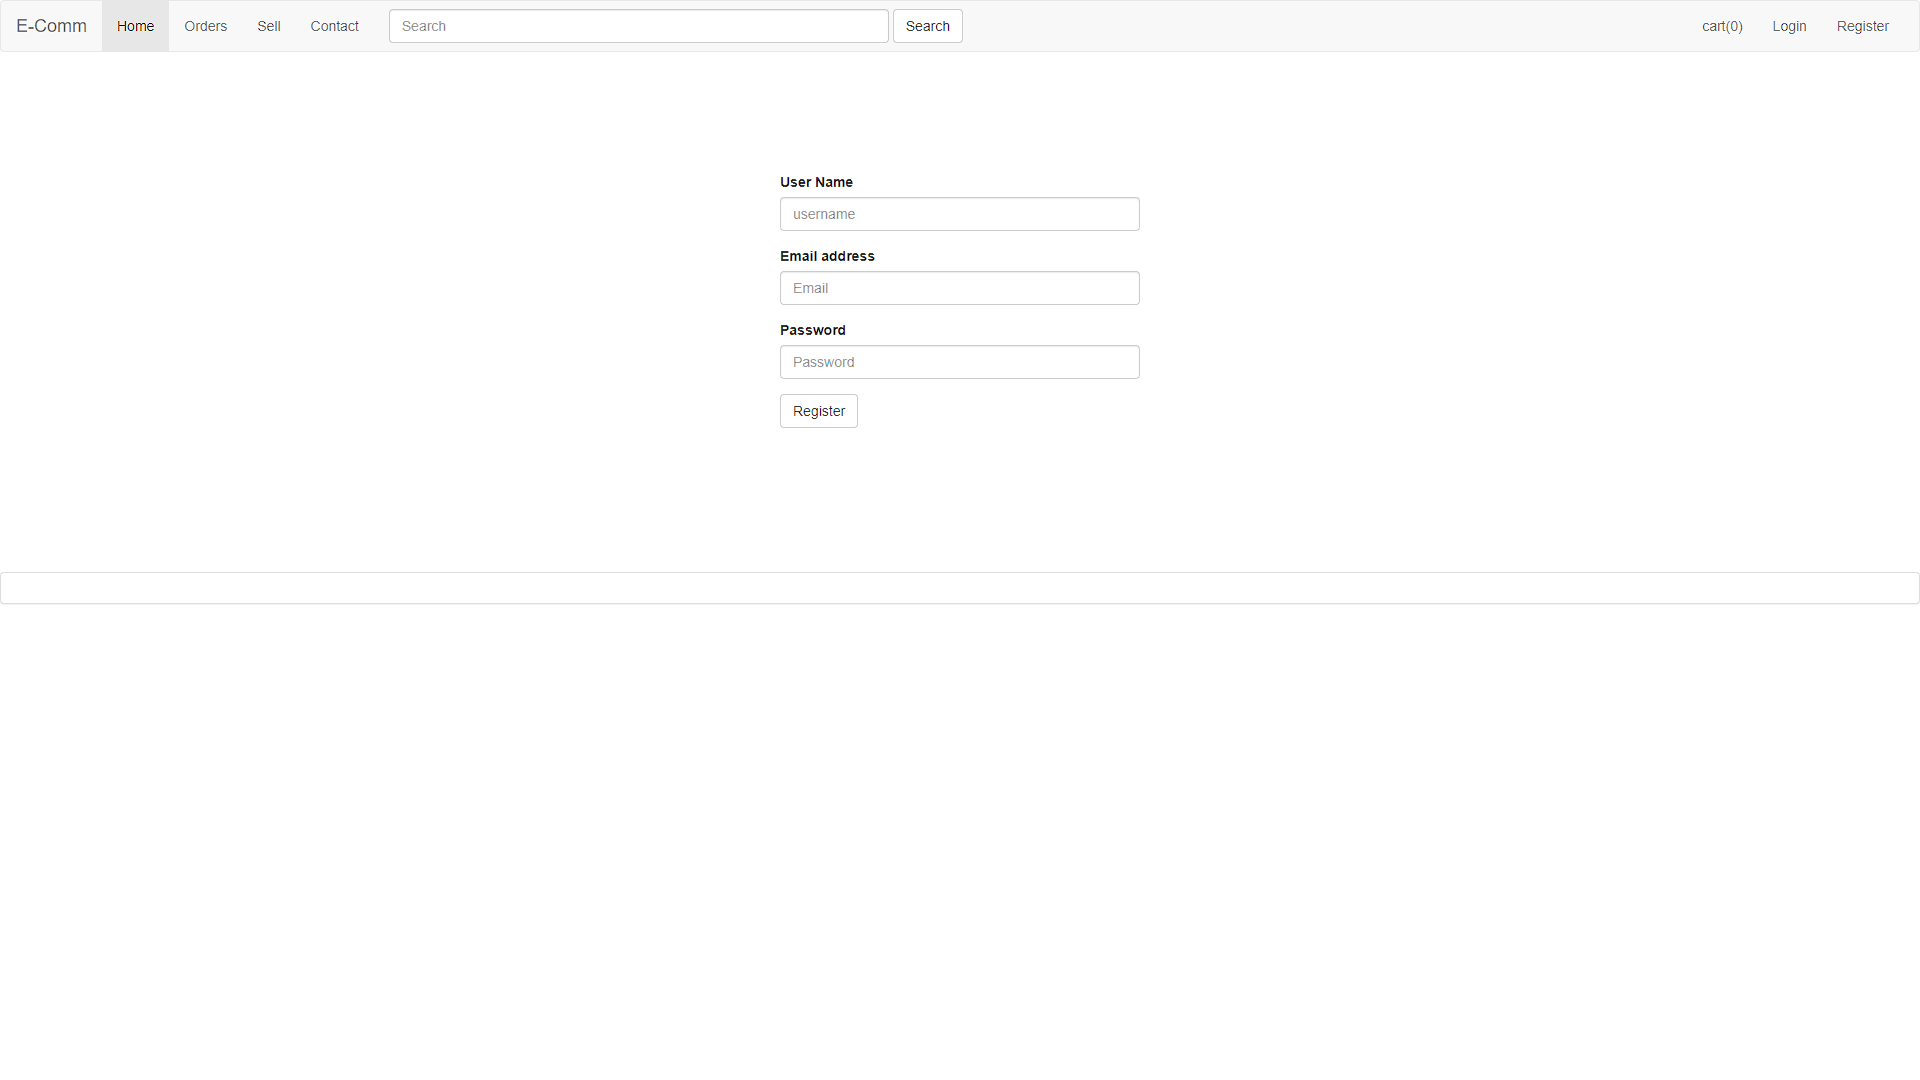 E-Comm Home Orders Sell Contact Search Search cart(0) Login Register
User Name
username
Email address
Email
Password
Password
Register